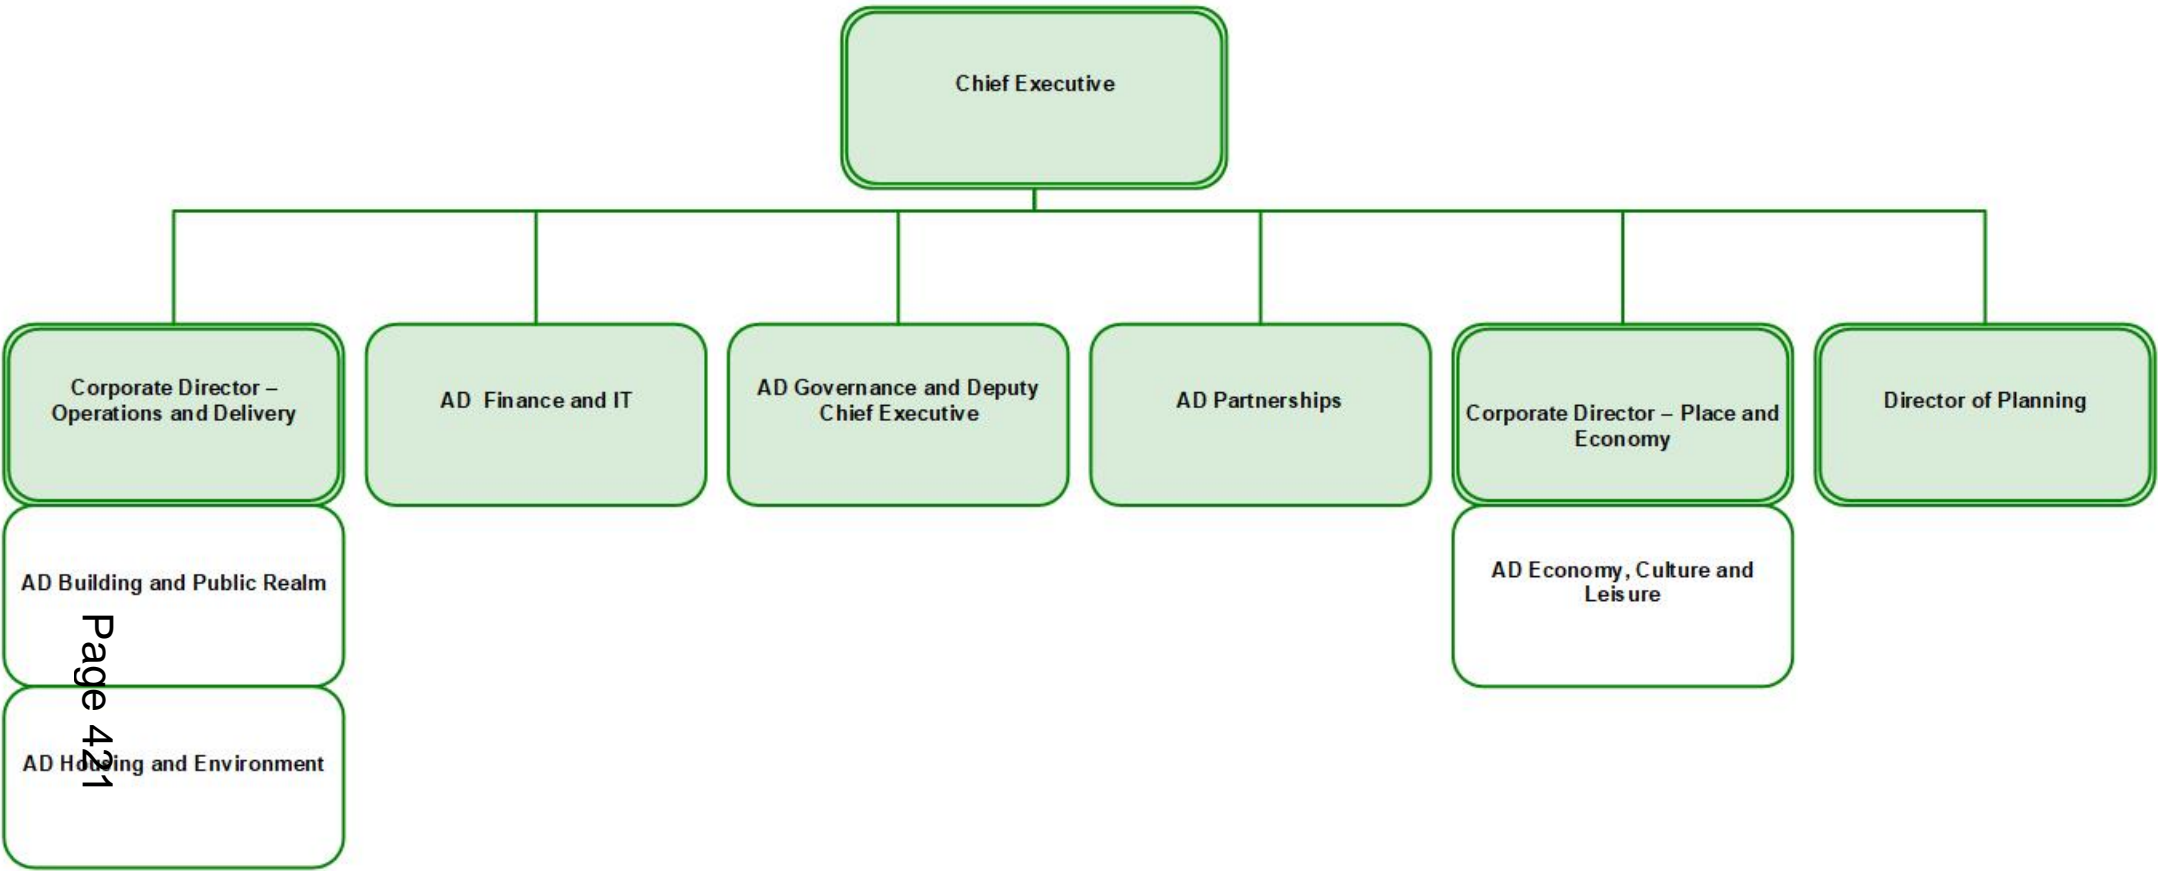 Chief Executive
Corporate Director –
Operations and Delivery
AD  Finance and IT
AD Governance and Deputy
Chief Executive
AD Partnerships
Corporate Director – Place and
Economy
Director of Planning
AD Building and Public Realm
AD Economy, Culture and
Leisure
AD Housing and Environment
Page 421